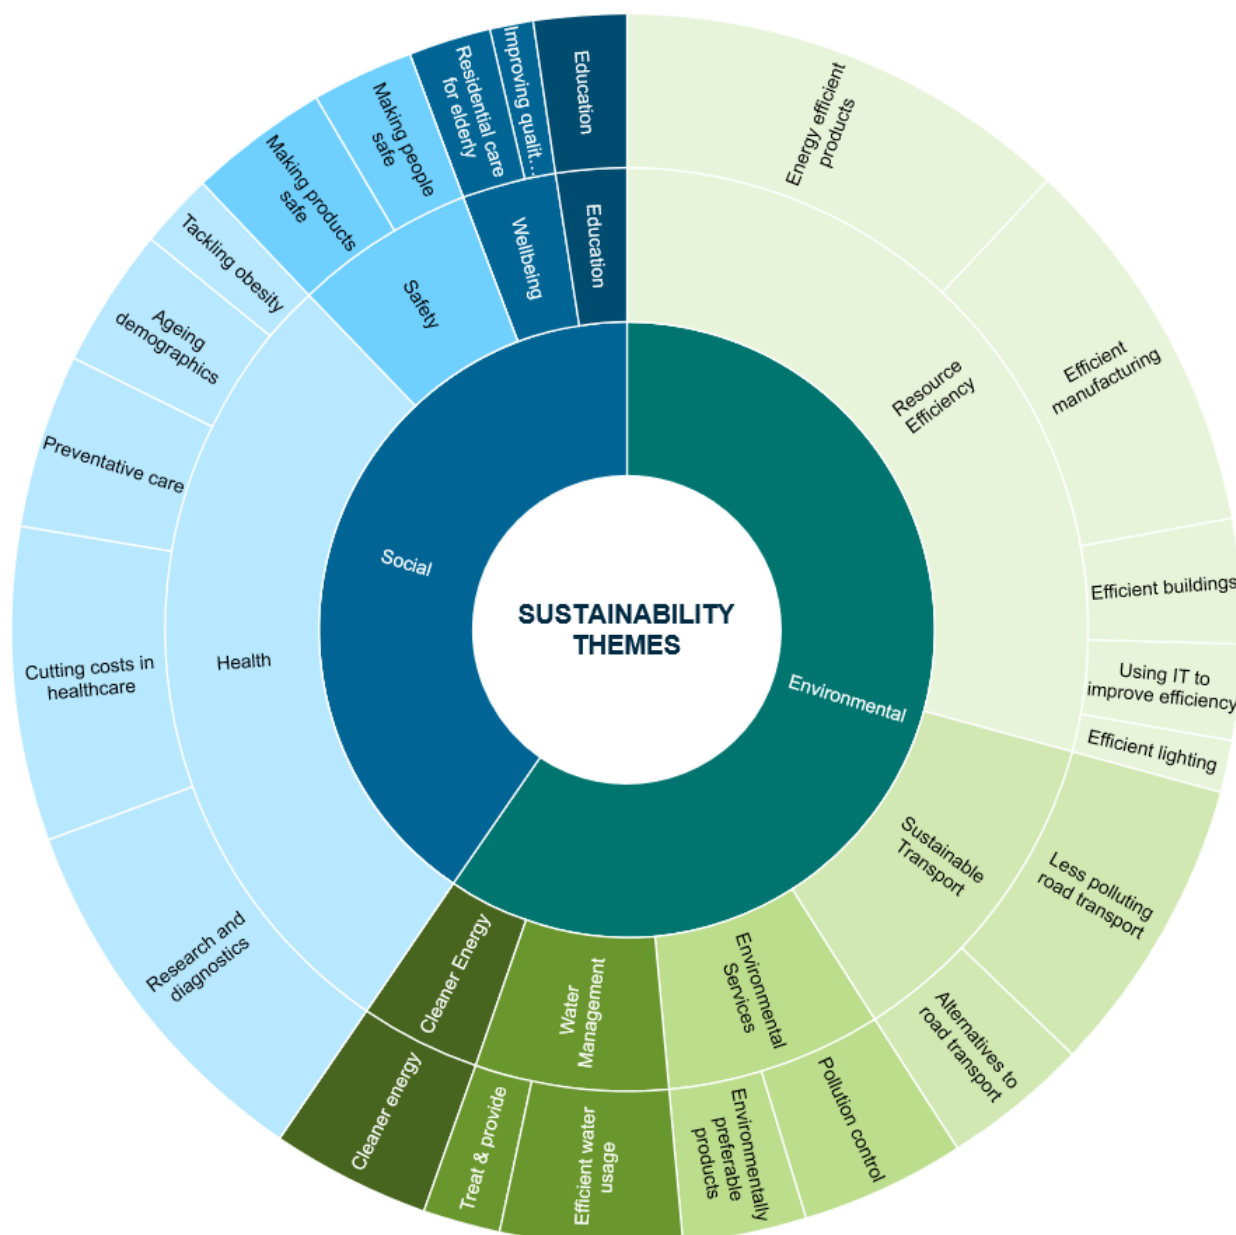 SUSTAINABILITY
THEMES
Environmental
Social
Resource
Efficiency
Sustainable
Transport
Environmental
Services
Water
Management
Cleaner Energy
Health
Safety
Wellbeing
Education
Energy efficient
products
Efficient
manufacturing
Efficient buildings
Using IT to
improve efficiency
Efficient lighting
Less polluting
road transport
Alternatives to
road transport
Pollution control
Environmentally
preferable
products
Efficient water
usage
Treat & provide
Cleaner energy
Research and
diagnostics
Cutting costs in
healthcare
Preventative care
Ageing
demographics
Tackling obesity
Making products
safe
Making people
safe
Residential care
for elderly
Improving qualit...
Education